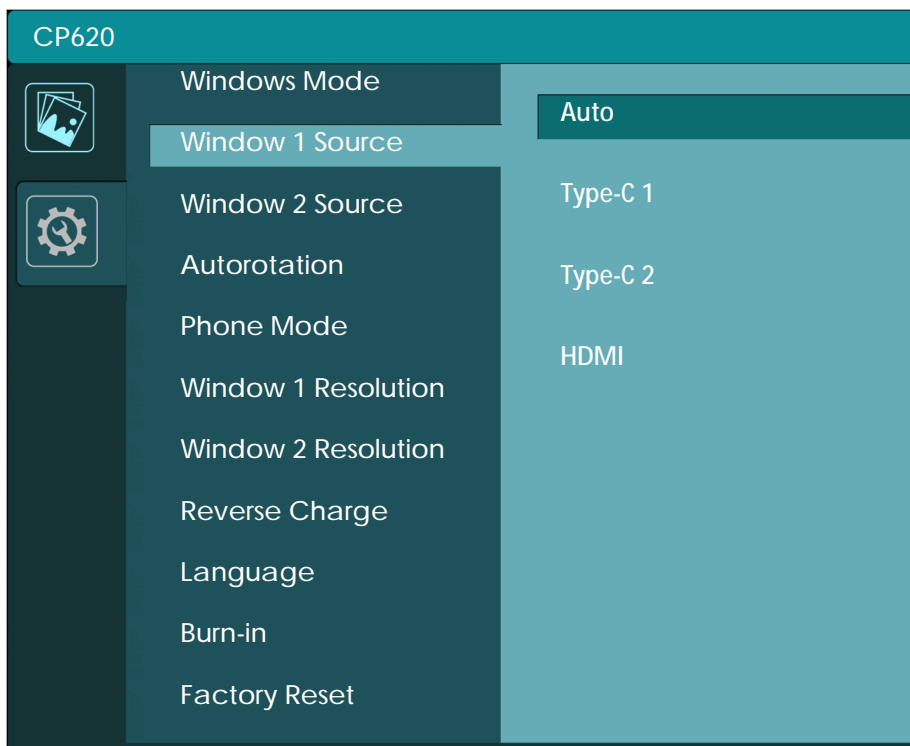 CP620
Windows Mode
Window 1 Source
Window 2 Source
Autorotation
Phone Mode
Window 1 Resolution
Window 2 Resolution
Reverse Charge
Language
Burn-in
Factory Reset
Auto
Type-C 1
Type-C 2
HDMI